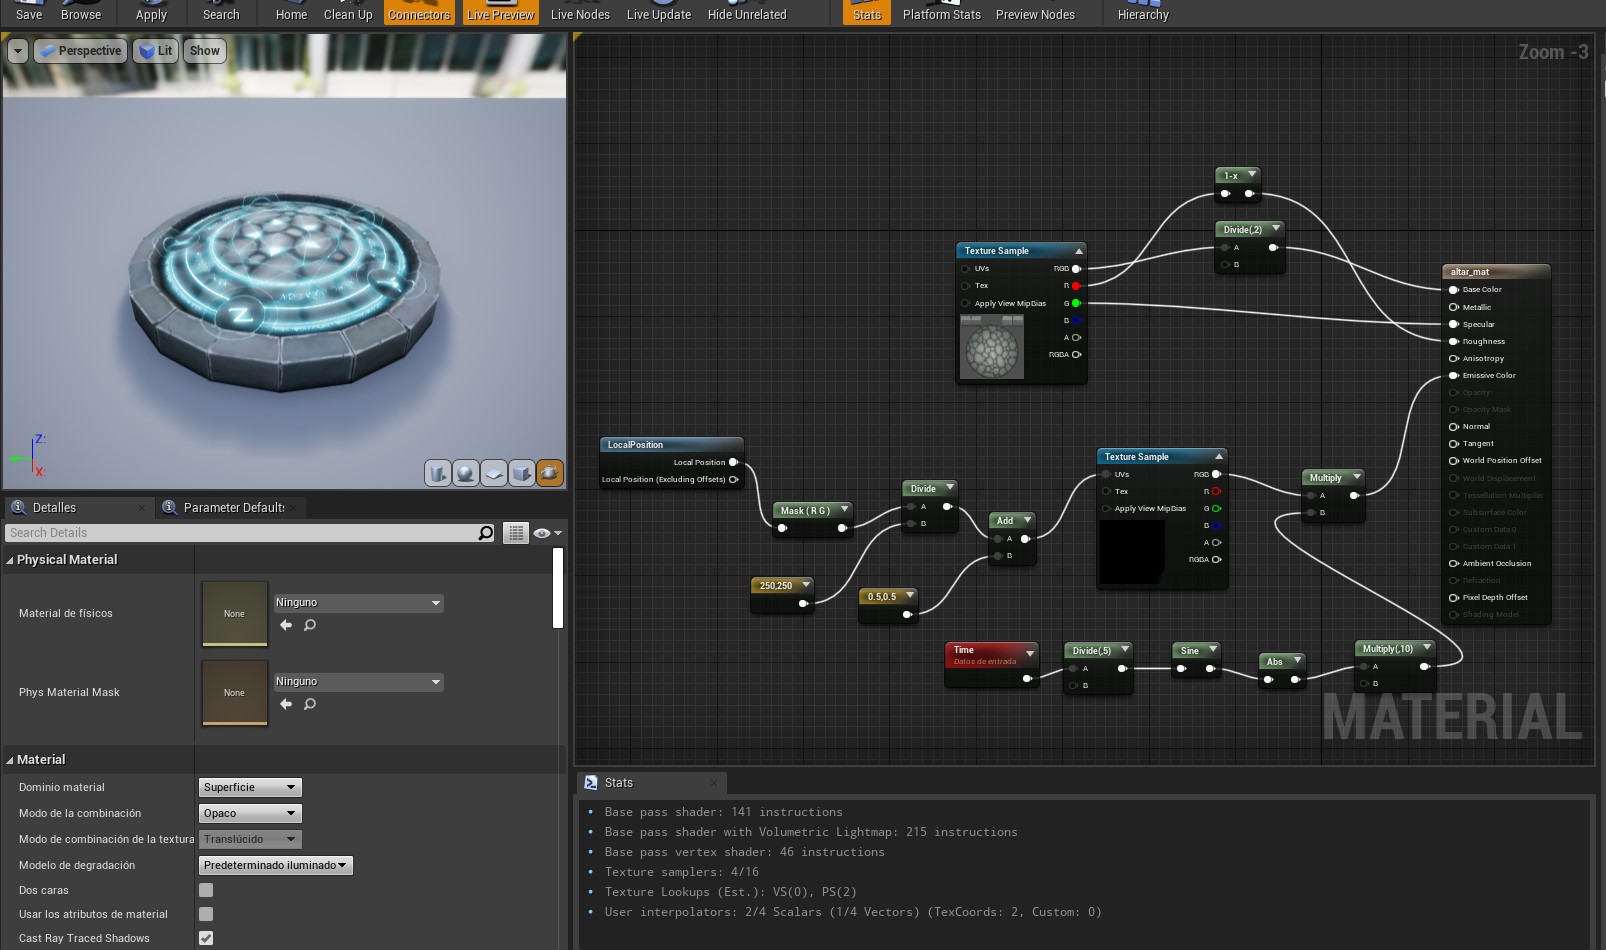 Save Browse Apply Search Home Clean Up Connectors Live Preview Live Nodes Live Update Hide Unrelated Stats Platform Stats Preview Nodes Hierarchy
Perspective Lit Show
Z:
X:
Z
Zoom -3
1-x
Divide(,2)
A
B
Texture Sample
UVs RGB
Tex R
Apply View MipBias G
B
A
RGBA
altar_mat
Base Color
Metallic
Specular
Roughness
Anisotropy
Emissive Color
Opacity
Opacity Mask
Normal
Tangent
World Position Offset
World Displacement
Tessellation Multiplier
Subsurface Color
Custom Data 0
Custom Data 1
Ambient Occlusion
Refraction
Pixel Depth Offset
Shading Model
LocalPosition
Local Position
Local Position (Excluding Offsets)
Mask ( R G )
Divide
A
B
Add
A
B
250,250
0.5,0.5
Texture Sample
UVs RGB
Tex R
Apply View MipBias G
B
A
RGBA
Multiply
A
B
Time
Datos de entrada
Divide(,5)
A
B
Sine
Abs
Multiply(,10)
A
B
MATERIAL
Detalles
Parameter Default:
Search Details
Physical Material
Material de físicos
None
Ninguno
Phys Material Mask
None
Ninguno
Material
Dominio material Superficie
Modo de la combinación Opaco
Modo de combinación de la textura Translúcido
Modelo de degradación Predeterminado iluminado
Dos caras
Usar los atributos de material
Cast Ray Traced Shadows
Stats
Base pass shader: 141 instructions
Base pass shader with Volumetric Lightmap: 215 instructions
Base pass vertex shader: 46 instructions
Texture samplers: 4/16
Texture Lookups (Est.): VS(0), PS(2)
User interpolators: 2/4 Scalars (1/4 Vectors) (TexCoords: 2, Custom: 0)